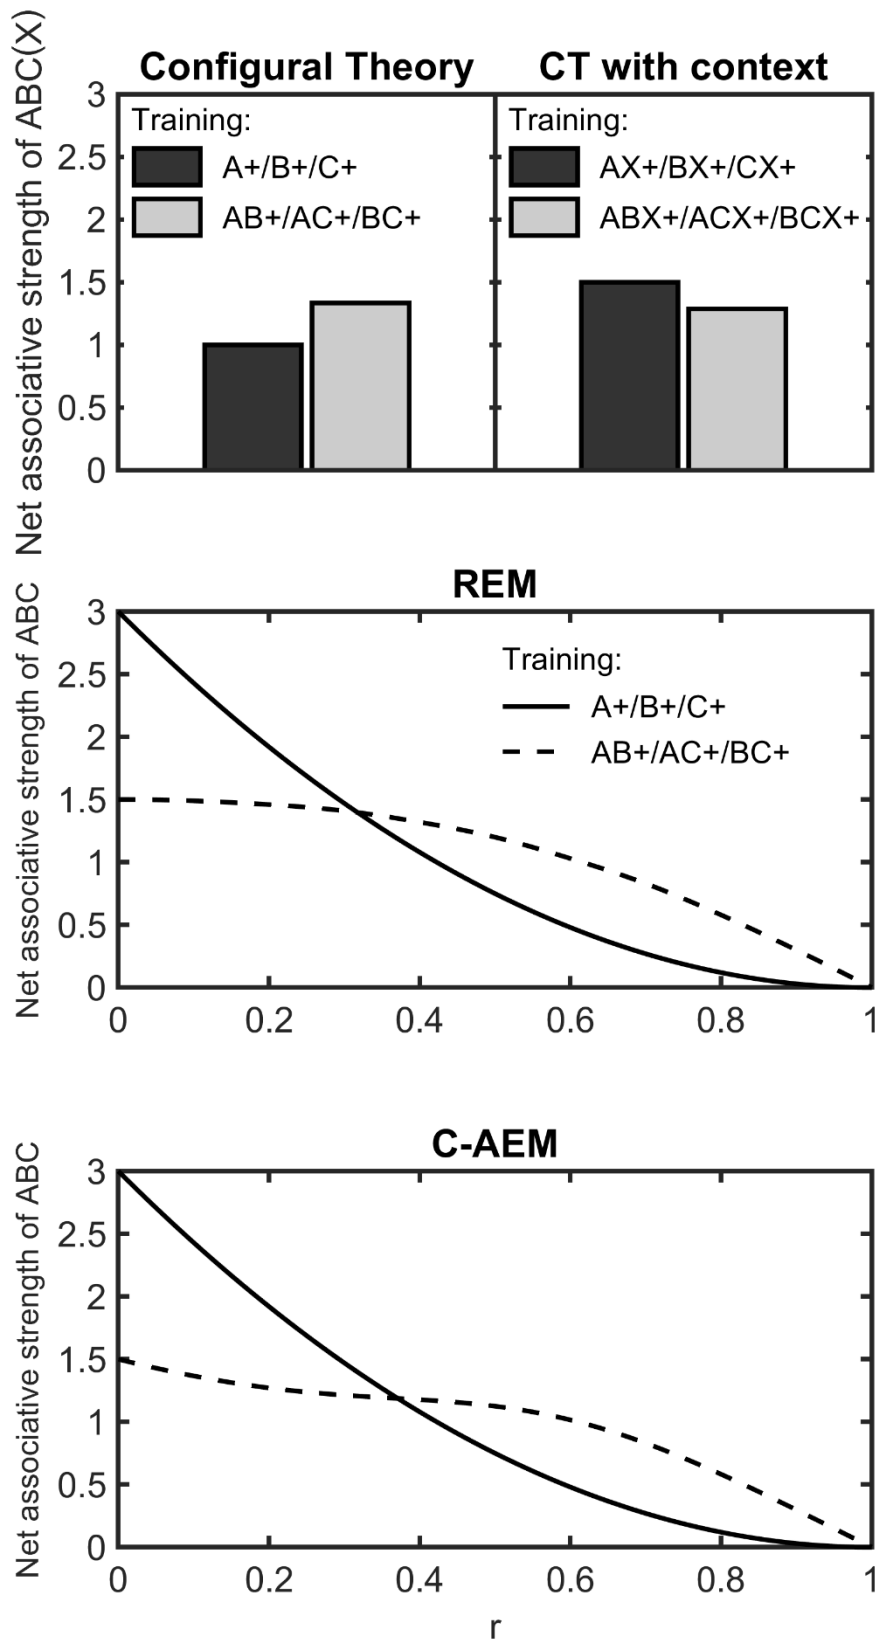 Configural Theory
CT with context
Net associative strength of ABC(X)
3
2.5
2
1.5
1
0.5
0
Training:
A+/B+/C+
AB+/AC+/BC+
Training:
AX+/BX+/CX+
ABX+/ACX+/BCX+
REM
Net associative strength of ABC
3
2.5
2
1.5
1
0.5
0
Training:
A+/B+/C+
AB+/AC+/BC+
0 0.2 0.4 0.6 0.8 1
C-AEM
Net associative strength of ABC
3
2.5
2
1.5
1
0.5
0
0 0.2 0.4 0.6 0.8 1
r